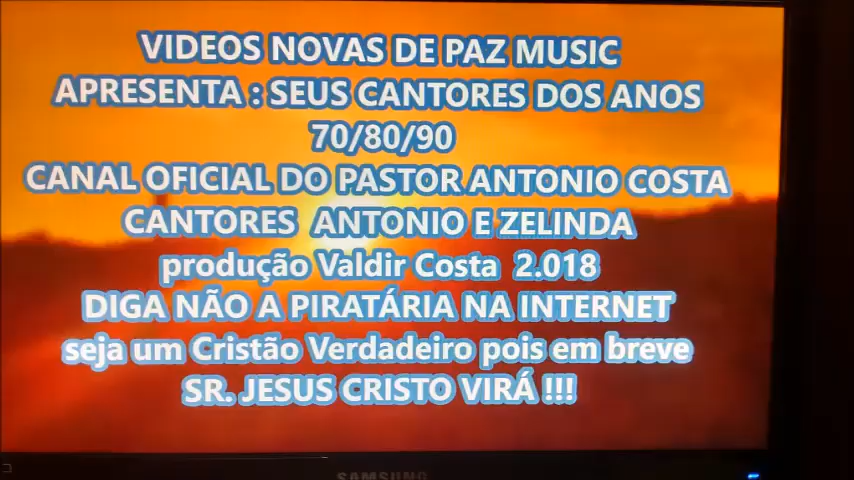 VIDEOS NOVAS DE PAZ MUSIC
APRESENTA : SEUS CANTORES DOS ANOS
70/80/90
CANAL OFICIAL DO PASTOR ANTONIO COSTA
CANTORES ANTONIO E ZELINDA
produção Valdir Costa 2.018
DIGA NÃO A PIRATÁRIA NA INTERNET
seja um Cristão Verdadeiro pois em breve
SR. JESUS CRISTO VIRÁ !!!
SAMSUNG